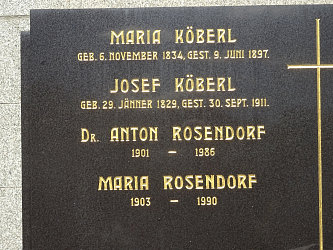 MARIA KÖBERL
GEB. 6. NOVEMBER 1834, GEST. 9. JUNI 1897.
JOSEF KÖBERL
GEB. 29. JÄNNER 1829, GEST. 30. SEPT. 1911.
DR. ANTON ROSENDORF
1901 – 1986
MARIA ROSENDORF
1903 – 1990